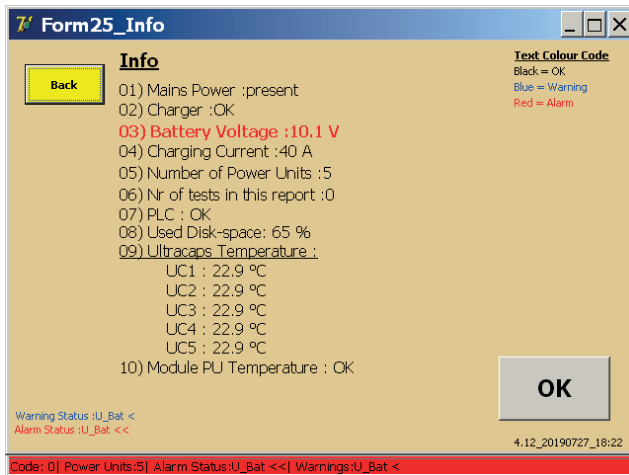 Form25_Info
Back
Info
01) Mains Power :present
02) Charger :OK
03) Battery Voltage :10.1 V
04) Charging Current :40 A
05) Number of Power Units :5
06) Nr of tests in this report :0
07) PLC : OK
08) Used Disk-space: 65 %
09) Ultracaps Temperature :
UC1 : 22.9 ºC
UC2 : 22.9 ºC
UC3 : 22.9 ºC
UC4 : 22.9 ºC
UC5 : 22.9 ºC
10) Module PU Temperature : OK
Text Colour Code
Black = OK
Blue = Warning
Red = Alarm
Warning Status :U_Bat <
Alarm Status :U_Bat <<
OK
4.12_20190727_18:22
Code: 0| Power Units:5| Alarm Status:U_Bat <<| Warnings:U_Bat <